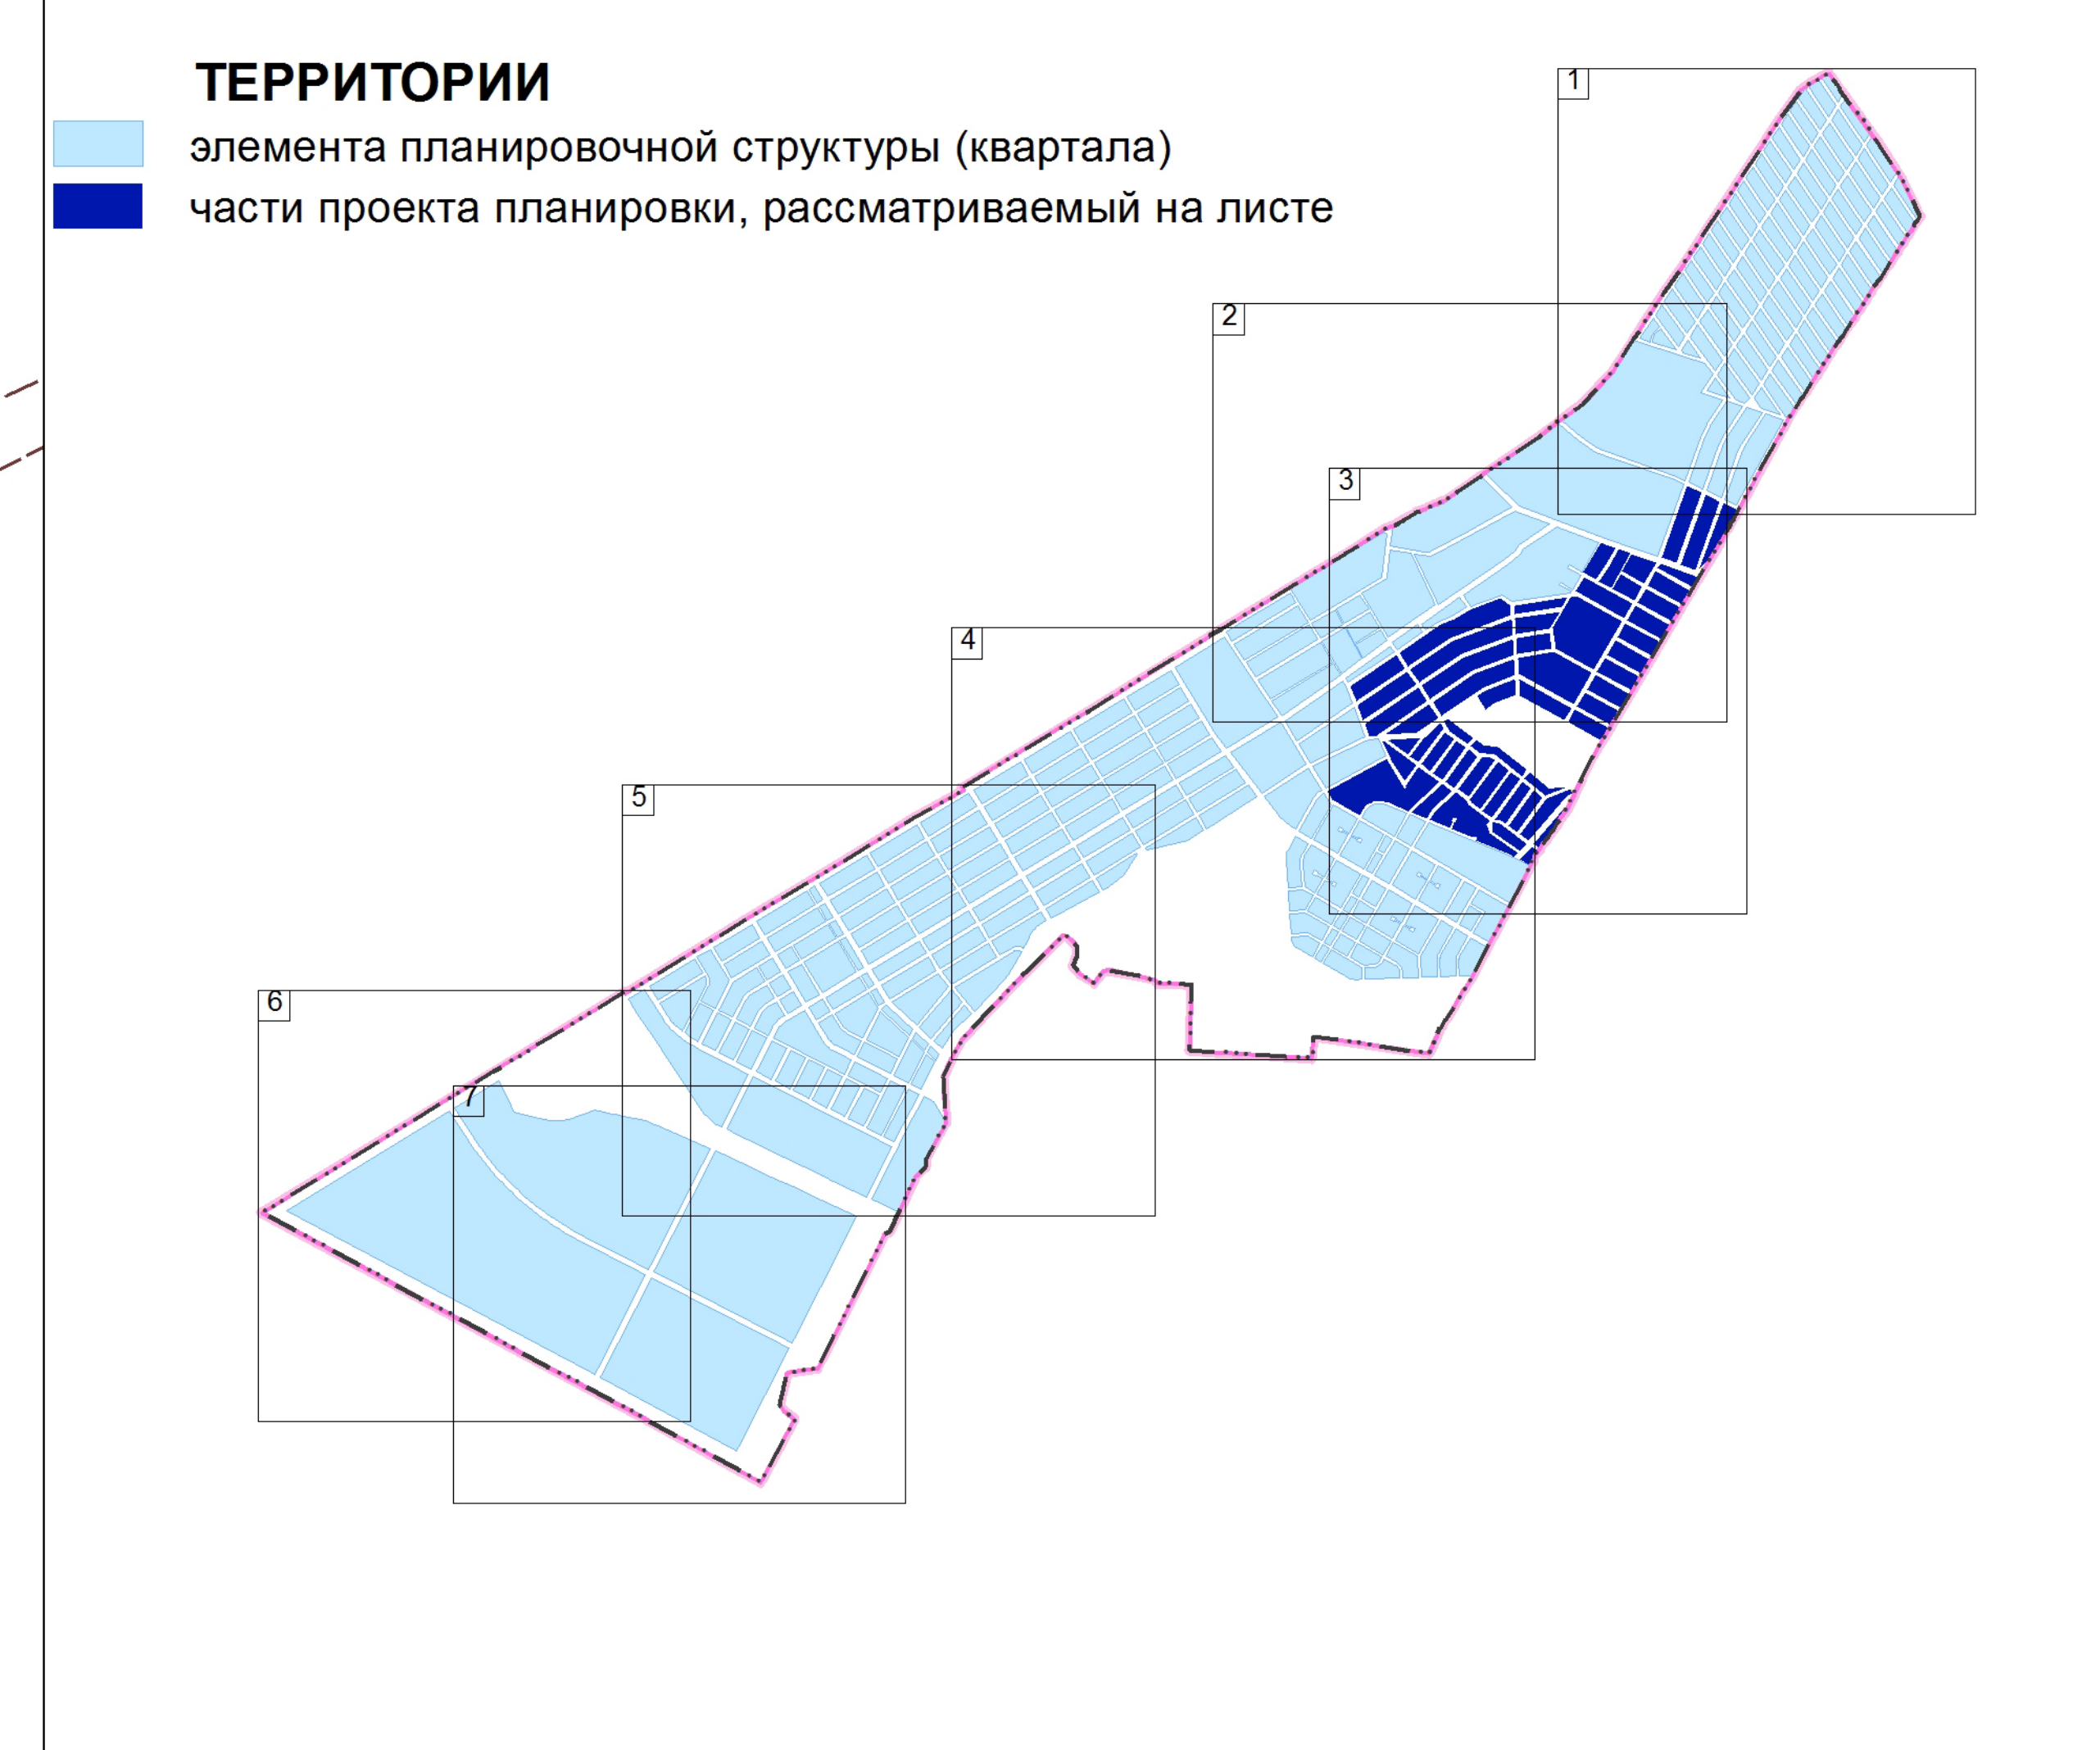 ТЕРРИТОРИИ
элемента планировочной структуры (квартала)
части проекта планировки, рассматриваемый на листе
1
2
3
4
5
6
7